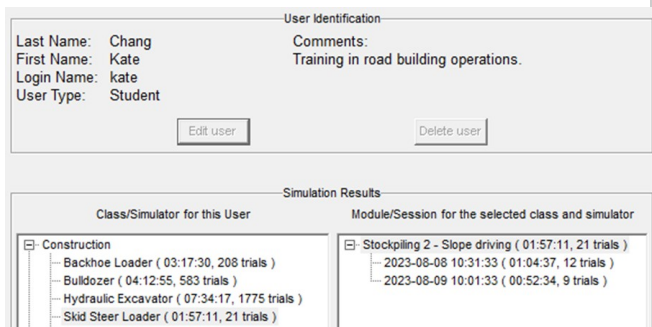 User Identification
Last Name: Chang
First Name: Kate
Login Name: kate
User Type: Student
Comments:
Training in road building operations.
Edit user
Delete user
Simulation Results
Class/Simulator for this User
Construction
Backhoe Loader ( 03:17:30, 208 trials )
Bulldozer ( 04:12:55, 583 trials )
Hydraulic Excavator ( 07:34:17, 1775 trials )
Skid Steer Loader ( 01:57:11, 21 trials )
Module/Session for the selected class and simulator
Stockpiling 2 - Slope driving ( 01:57:11, 21 trials )
2023-08-08 10:31:33 ( 01:04:37, 12 trials )
2023-08-09 10:01:33 ( 00:52:34, 9 trials )